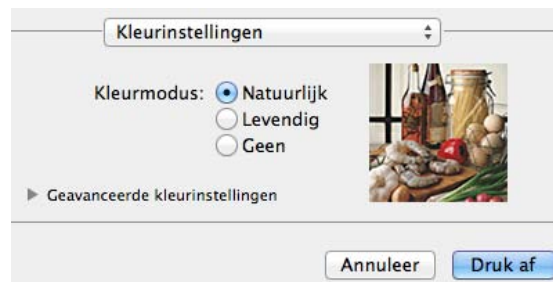 Kleurinstellingen
Kleurmodus: Natuurlijk
Levendig
Geen
Geavanceerde kleurinstellingen
Annuleer Druk af